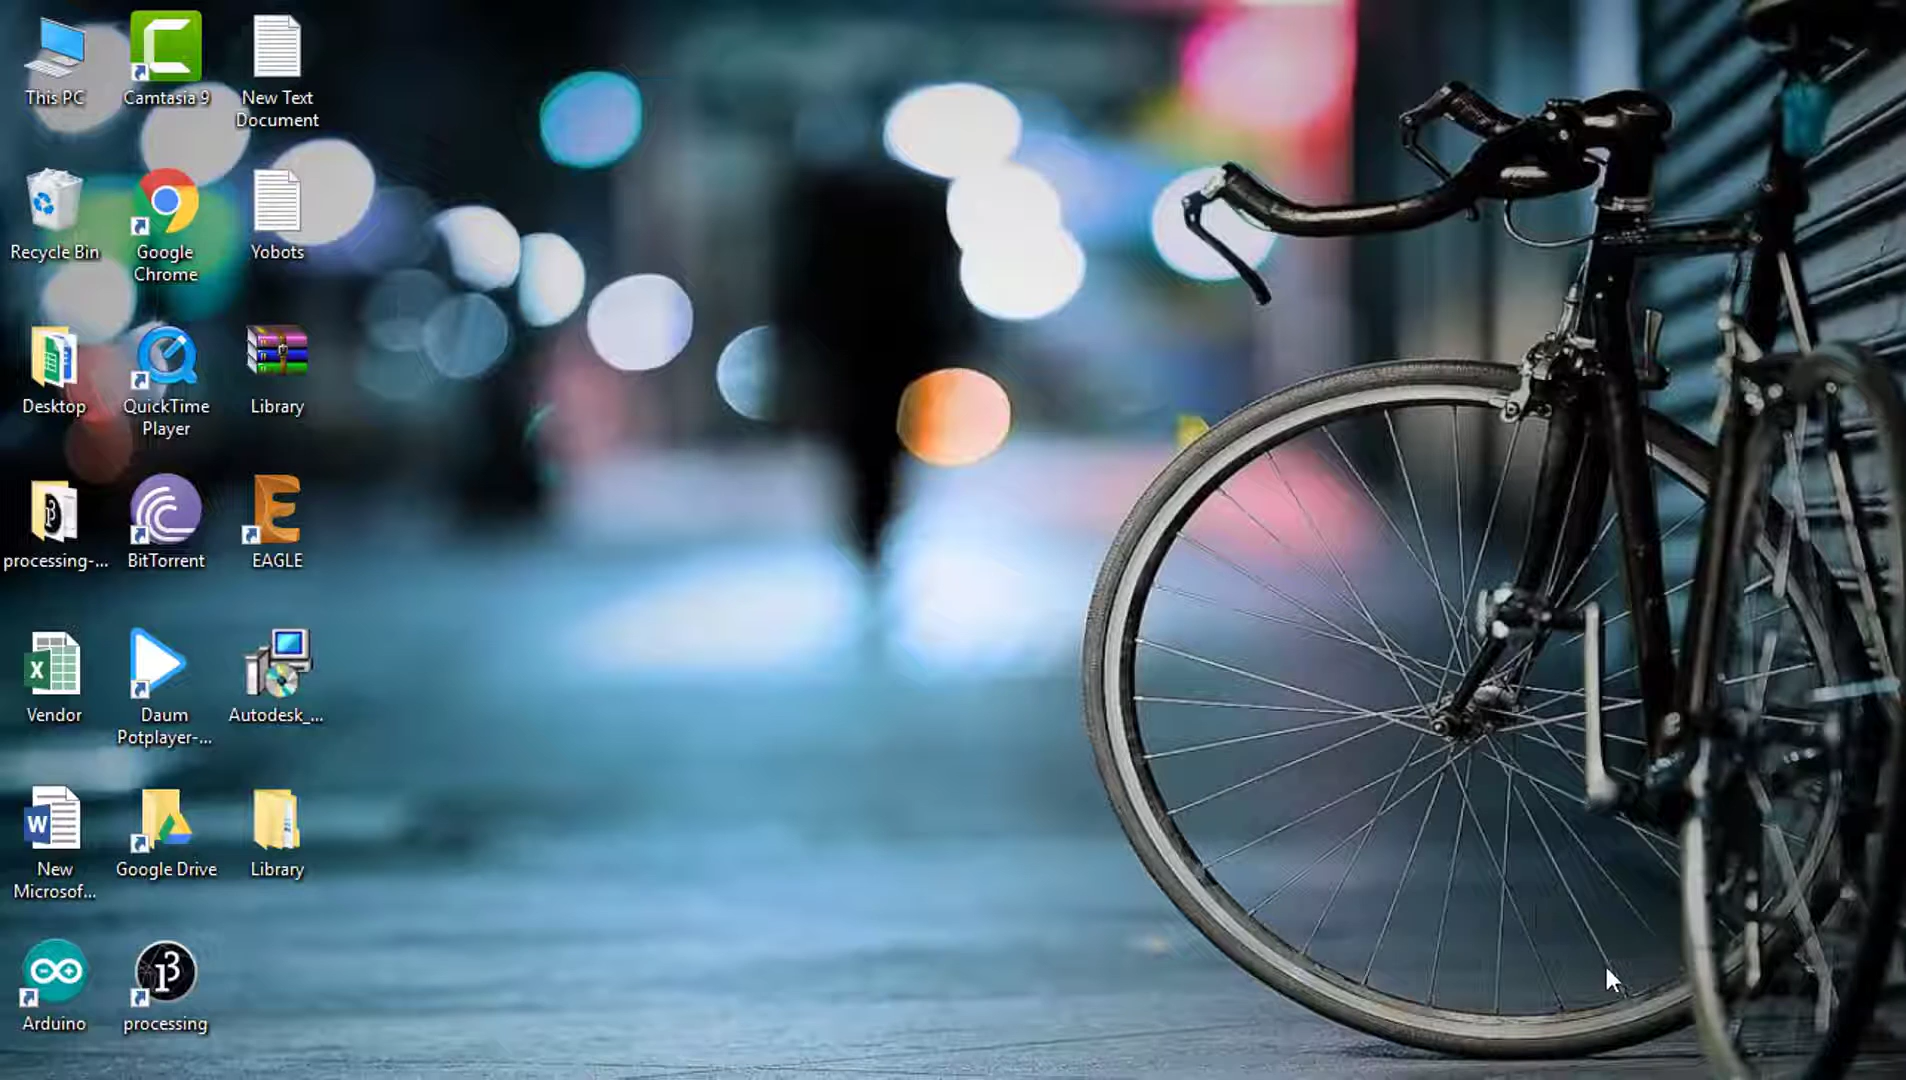 This PC
Camtasia 9
New Text
Document
Recycle Bin
Google
Chrome
Yobots
Desktop
QuickTime
Player
Library
processing-...
BitTorrent
EAGLE
Vendor
Daum
Potplayer-...
Autodesk_...
New
Microsof...
Google Drive
Library
Arduino
processing